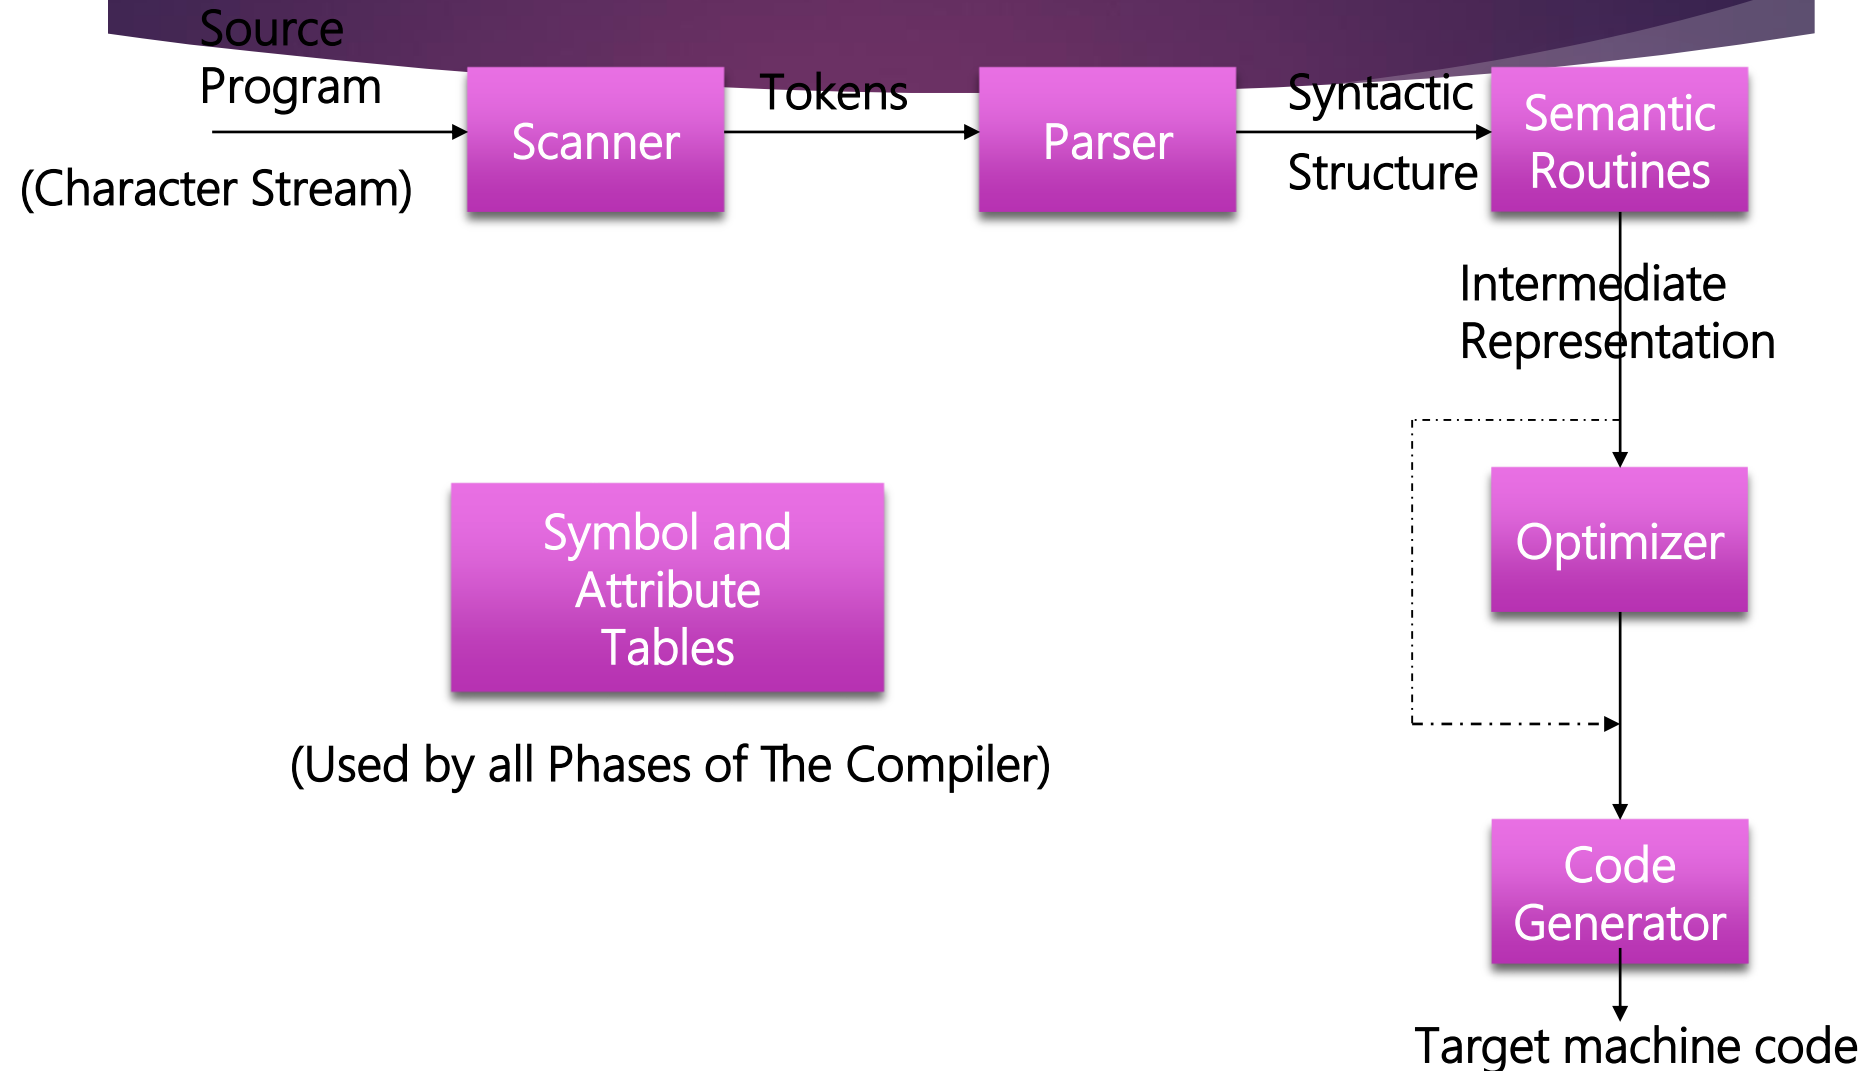 Source
Program
(Character Stream)
Scanner
Tokens
Parser
Syntactic
Structure
Semantic
Routines
Intermediate
Representation
Optimizer
Symbol and
Attribute
Tables
(Used by all Phases of The Compiler)
Code
Generator
Target machine code